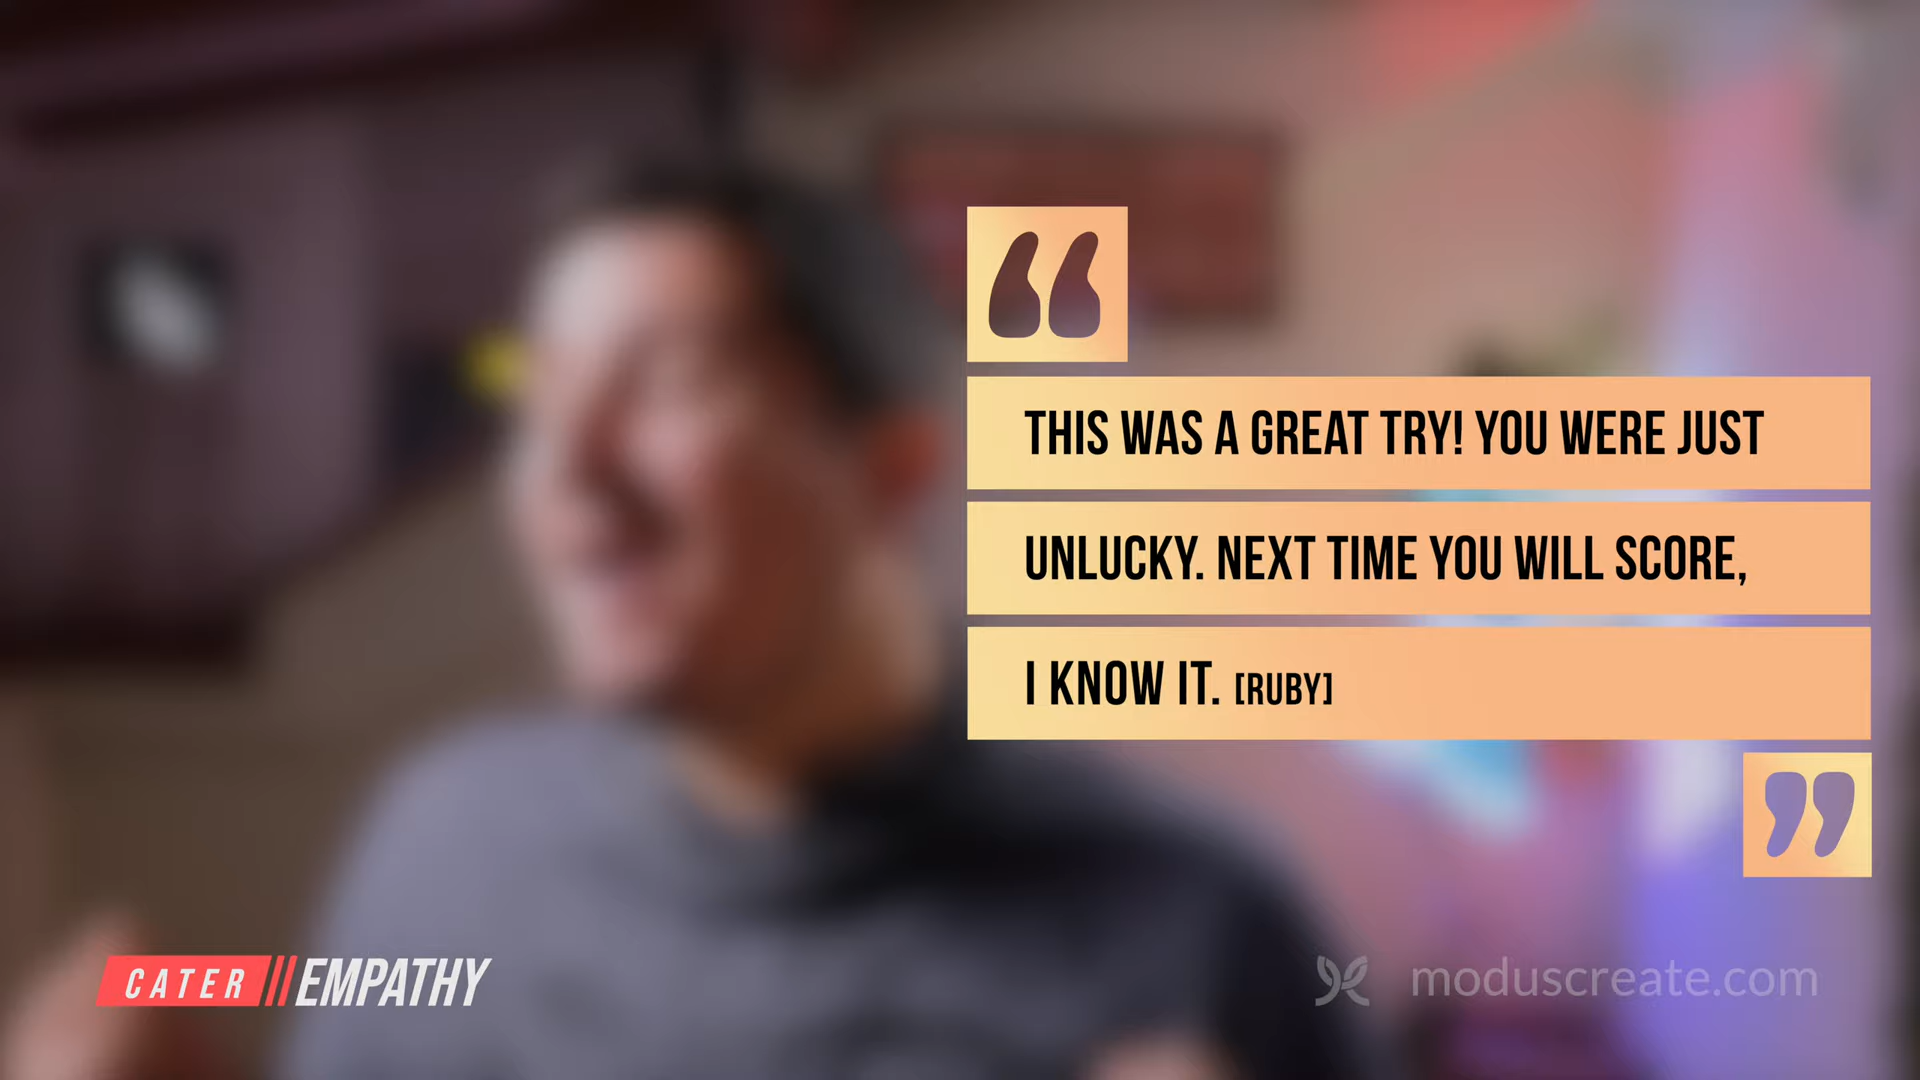 “
THIS WAS A GREAT TRY! YOU WERE JUST
UNLUCKY. NEXT TIME YOU WILL SCORE,
I KNOW IT. [RUBY]
”
CATER//EMPATHY
moduscreate.com